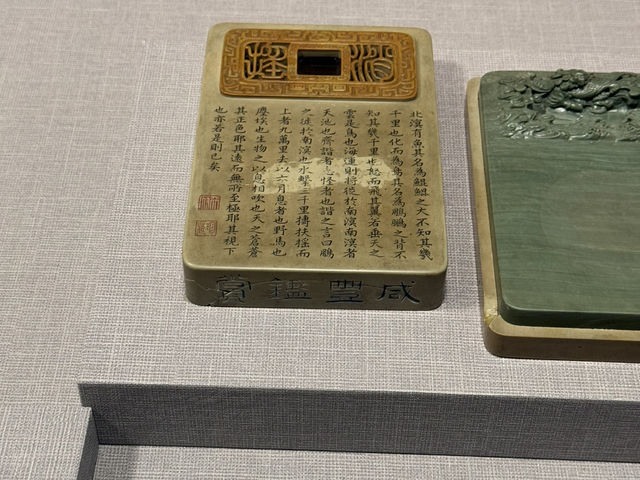 北溟有魚其名為鯤鯤之大不知其幾
千里也化而為鳥其名為鵬鵬之背不
知其幾千里也怒而飛其翼若垂天之
雲是鳥也海運則將徙於南溟南溟者
天池也齊諧者志怪者也諧之言曰鵬
之徙於南溟也水擊三千里摶扶搖而
上者九萬里去以六月息者也野馬也
塵埃也生物之以息相吹也天之蒼蒼
其正色耶其遠而無所至極耶其視下
也亦若是則已矣
咸豐鑑賞